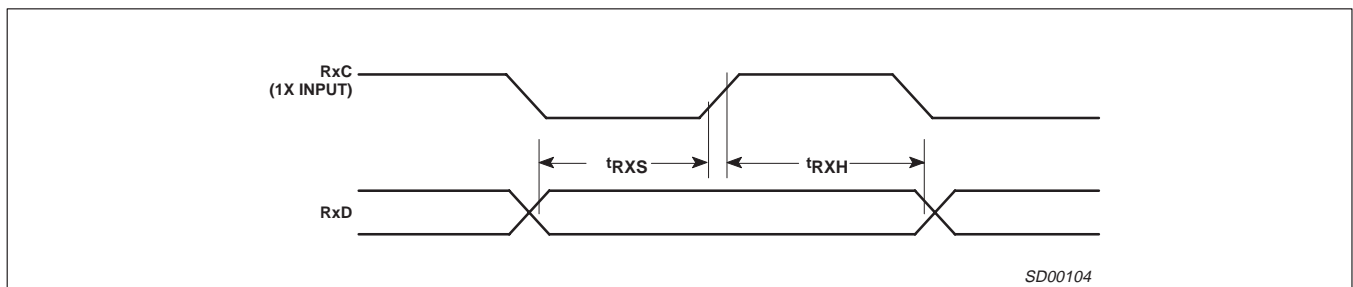 RxC
(1X INPUT)
tRXS
tRXH
RxD
SD00104